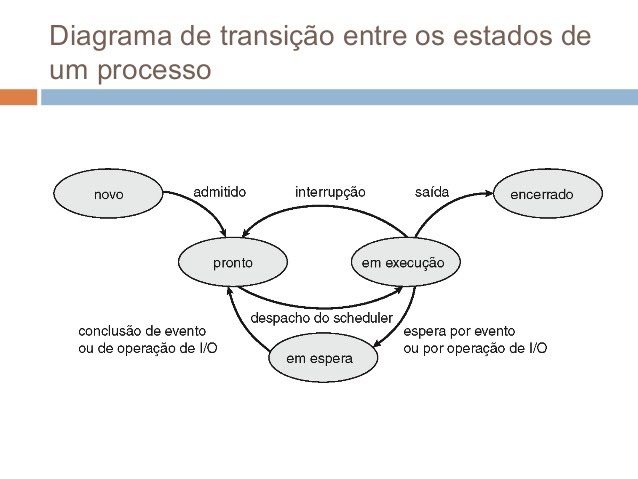 Diagrama de transição entre os estados de
um processo
novo
admitido
interrupção
saída
encerrado
pronto
em execução
despacho do scheduler
conclusão de evento
ou de operação de I/O
em espera
espera por evento
ou por operação de I/O